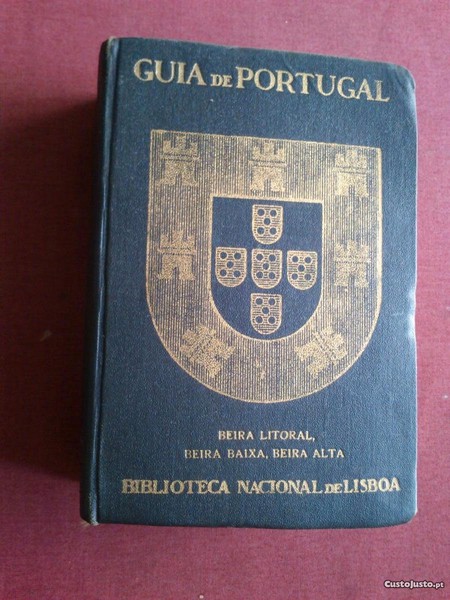 GUIA DE PORTUGAL
BEIRA LITORAL,
BEIRA BAIXA, BEIRA ALTA
BIBLIOTECA NACIONAL DE LISBOA
© CustoJusto.pt